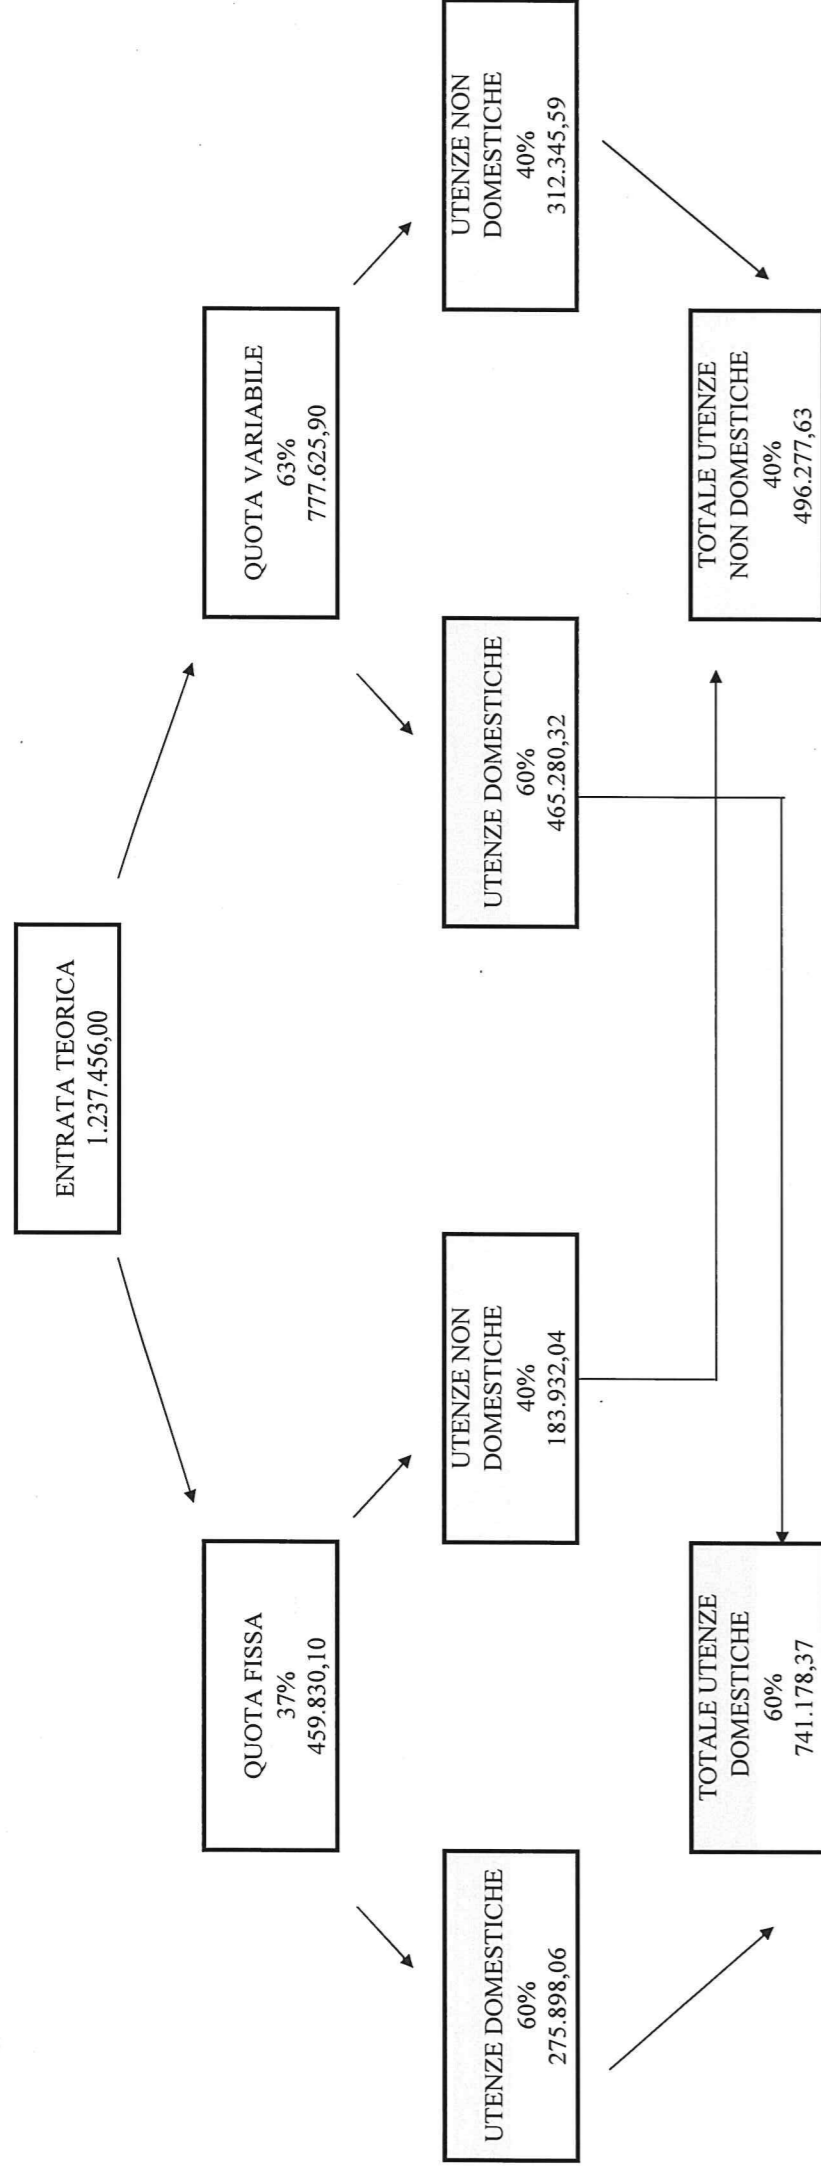 ENTRATA TEORICA
1.237.456,00
QUOTA FISSA
37%
459.830,10
QUOTA VARIABILE
63%
777.625,90
UTENZE DOMESTICHE
60%
275.898,06
UTENZE NON
DOMESTICHE
40%
183.932,04
UTENZE DOMESTICHE
60%
465.280,32
UTENZE NON
DOMESTICHE
40%
312.345,59
TOTALE UTENZE
DOMESTICHE
60%
741.178,37
TOTALE UTENZE
NON DOMESTICHE
40%
496.277,63